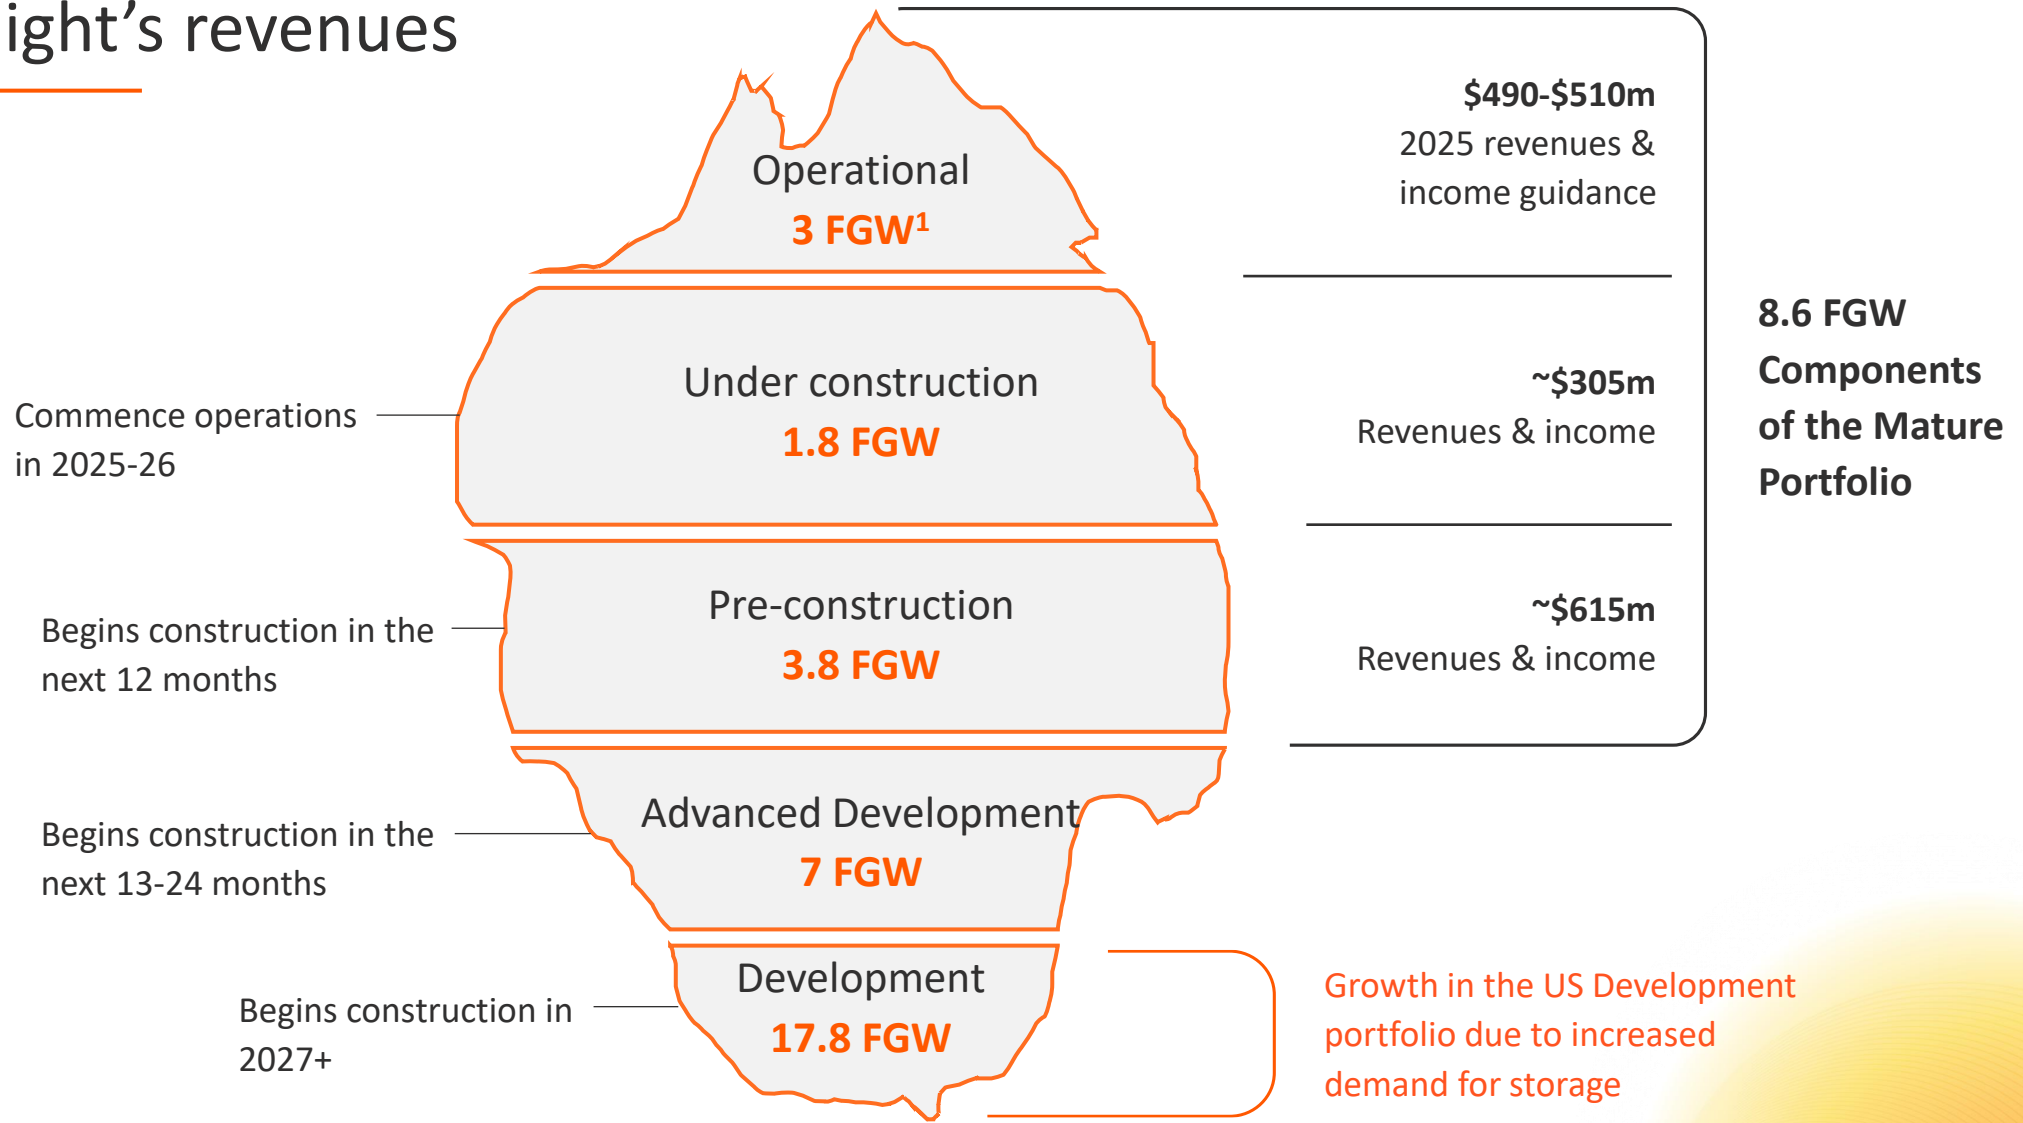 ight’s revenues
Operational
3 FGW¹
$490-$510m
2025 revenues &
income guidance
Under construction
1.8 FGW
Commence operations
in 2025-26
~$305m
Revenues & income
8.6 FGW
Components
of the Mature
Portfolio
Pre-construction
3.8 FGW
Begins construction in the
next 12 months
~$615m
Revenues & income
Advanced Development
7 FGW
Begins construction in the
next 13-24 months
Development
17.8 FGW
Begins construction in
2027+
Growth in the US Development
portfolio due to increased
demand for storage